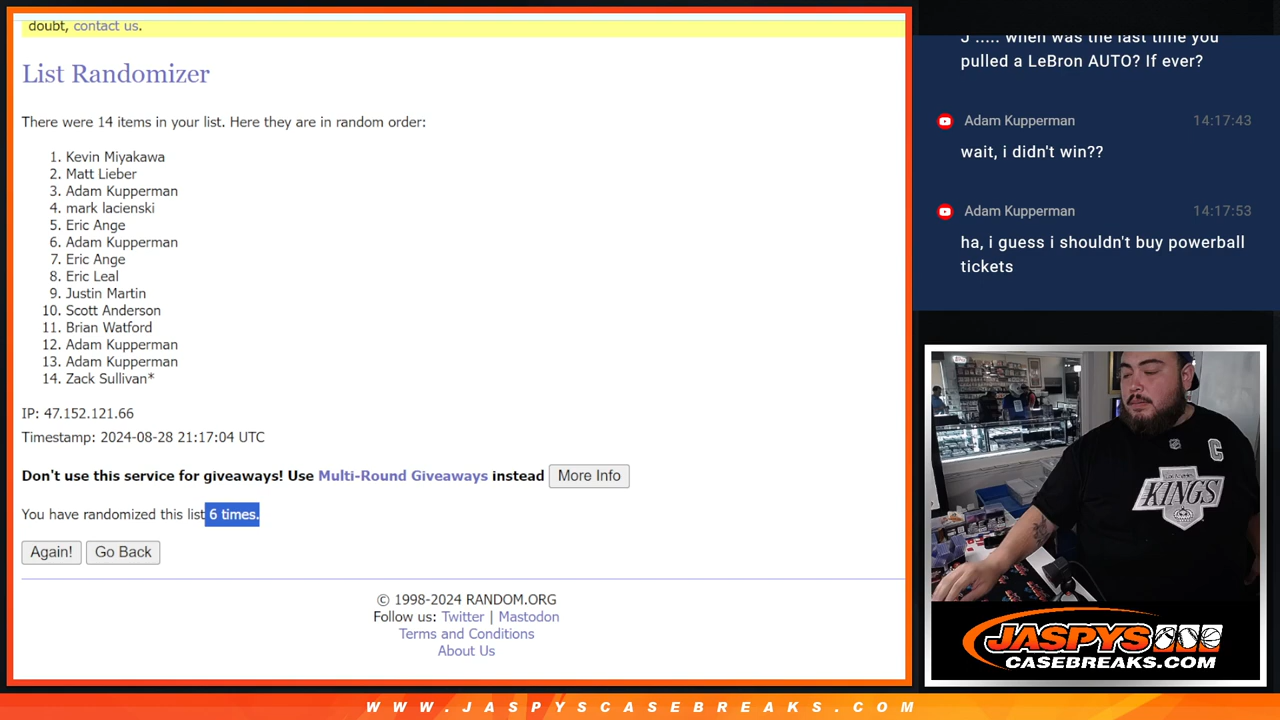 doubt, contact us.
List Randomizer
There were 14 items in your list. Here they are in random order:
1. Kevin Miyakawa
2. Matt Lieber
3. Adam Kupperman
4. mark lacienski
5. Eric Ange
6. Adam Kupperman
7. Eric Ange
8. Eric Leal
9. Justin Martin
10. Scott Anderson
11. Brian Watford
12. Adam Kupperman
13. Adam Kupperman
14. Zack Sullivan*
IP: 47.152.121.66
Timestamp: 2024-08-28 21:17:04 UTC
Don't use this service for giveaways! Use Multi-Round Giveaways instead More Info
You have randomized this list 6 times.
Again! Go Back
© 1998-2024 RANDOM.ORG
Follow us: Twitter | Mastodon
Terms and Conditions
About Us
J ..... when was the last time you
pulled a LeBron AUTO? If ever?
Adam Kupperman 14:17:43
wait, i didn't win??
Adam Kupperman 14:17:53
ha, i guess i shouldn't buy powerball
tickets
C
KINGS
JASPYS
CASEBREAKS.COM
WWW.JASPYSCASEBREAKS.COM